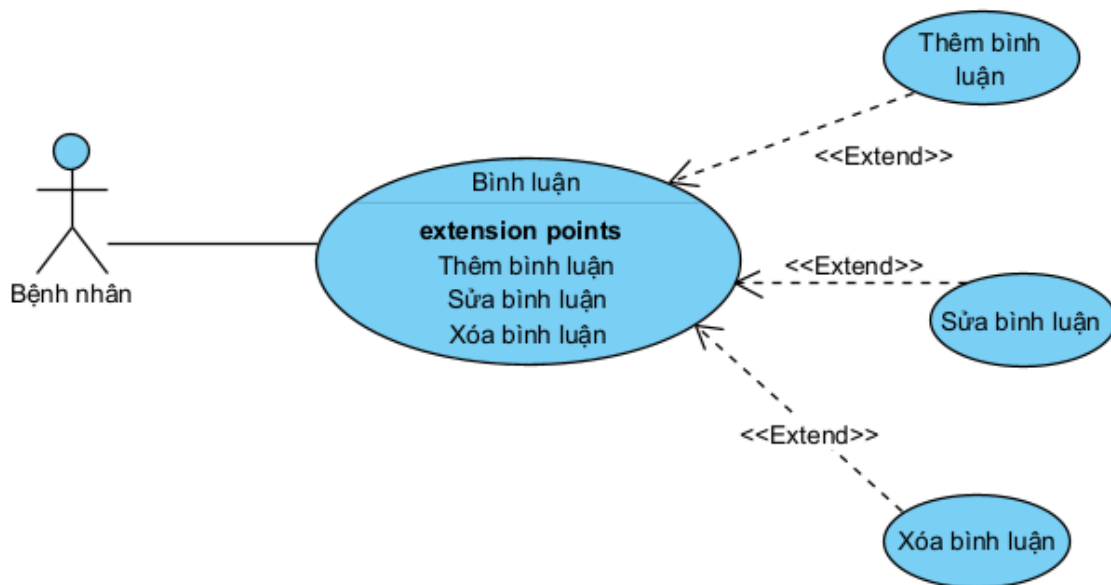 Thêm bình
luận
<<Extend>>
Bình luận
extension points
Thêm bình luận
Sửa bình luận
Xóa bình luận
Bệnh nhân
<<Extend>>
Sửa bình luận
<<Extend>>
Xóa bình luận